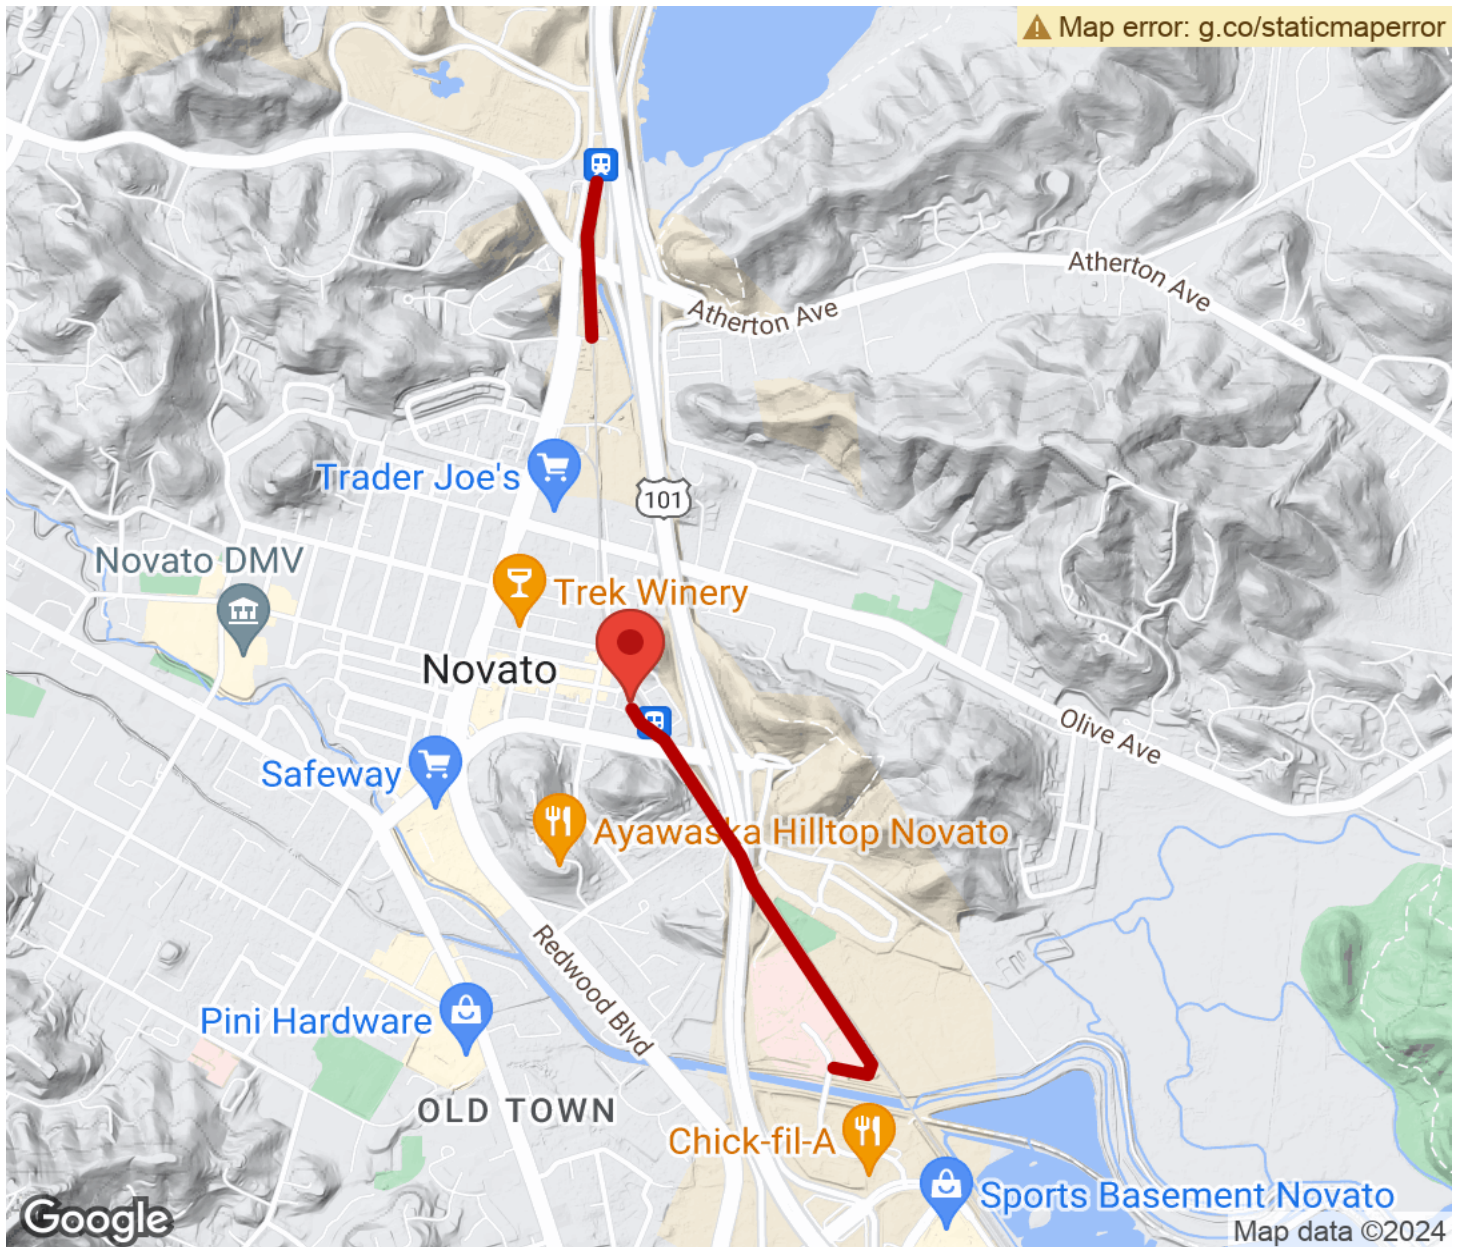 Map error: g.co/staticmaperror
Atherton Ave
Atherton Ave
Trader Joe's
101
Novato DMV
Trek Winery
Novato
Olive Ave
Safeway
Ayawaska Hilltop Novato
Redwood Blvd
Pini Hardware
OLD TOWN
Chick-fil-A
Sports Basement Novato
Google
Map data ©2024